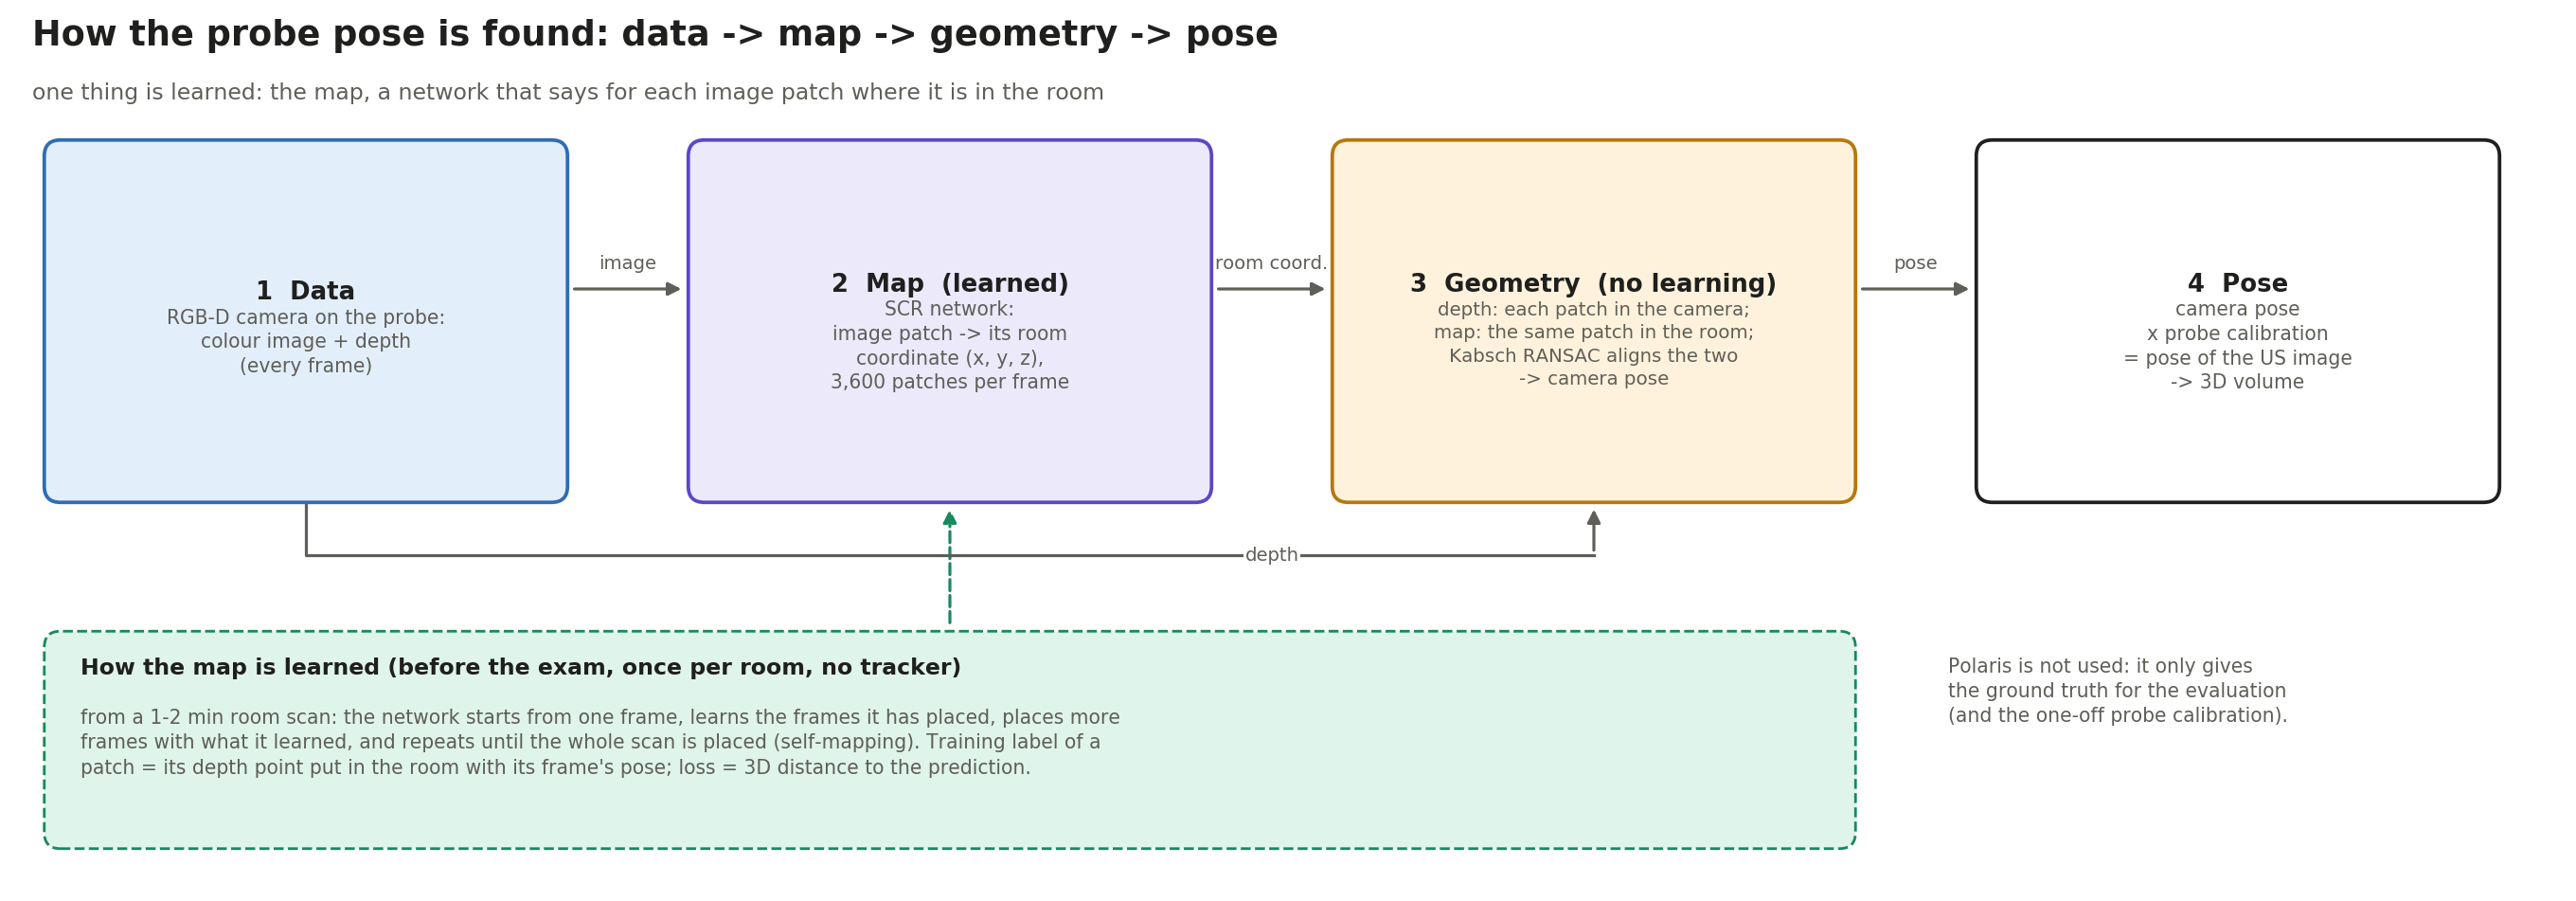 How the probe pose is found: data -> map -> geometry -> pose
one thing is learned: the map, a network that says for each image patch where it is in the room
1  Data
RGB-D camera on the probe:
colour image + depth
(every frame)
image
2  Map  (learned)
SCR network:
image patch -> its room
coordinate (x, y, z),
3,600 patches per frame
room coord.
3  Geometry  (no learning)
depth: each patch in the camera;
map: the same patch in the room;
Kabsch RANSAC aligns the two
-> camera pose
pose
4  Pose
camera pose
x probe calibration
= pose of the US image
-> 3D volume
depth
How the map is learned (before the exam, once per room, no tracker)
from a 1-2 min room scan: the network starts from one frame, learns the frames it has placed, places more
frames with what it learned, and repeats until the whole scan is placed (self-mapping). Training label of a
patch = its depth point put in the room with its frame's pose; loss = 3D distance to the prediction.
Polaris is not used: it only gives
the ground truth for the evaluation
(and the one-off probe calibration).